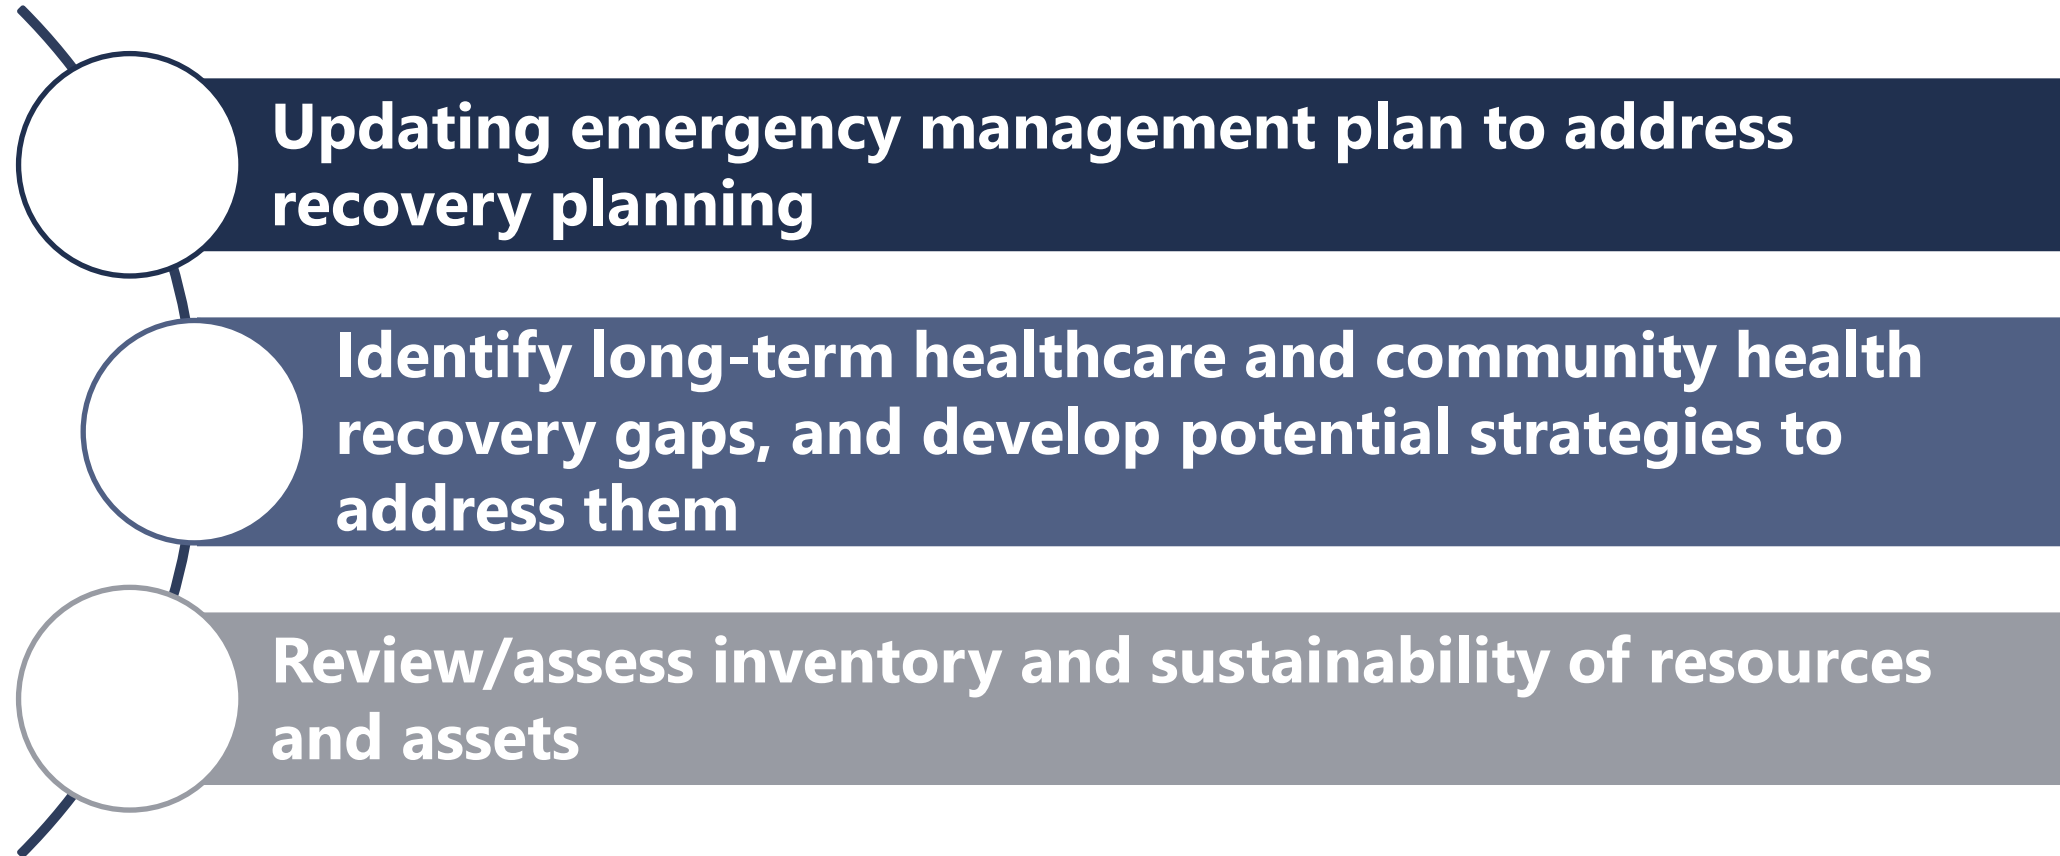 Updating emergency management plan to address
recovery planning
Identify long-term healthcare and community health
recovery gaps, and develop potential strategies to
address them
Review/assess inventory and sustainability of resources
and assets